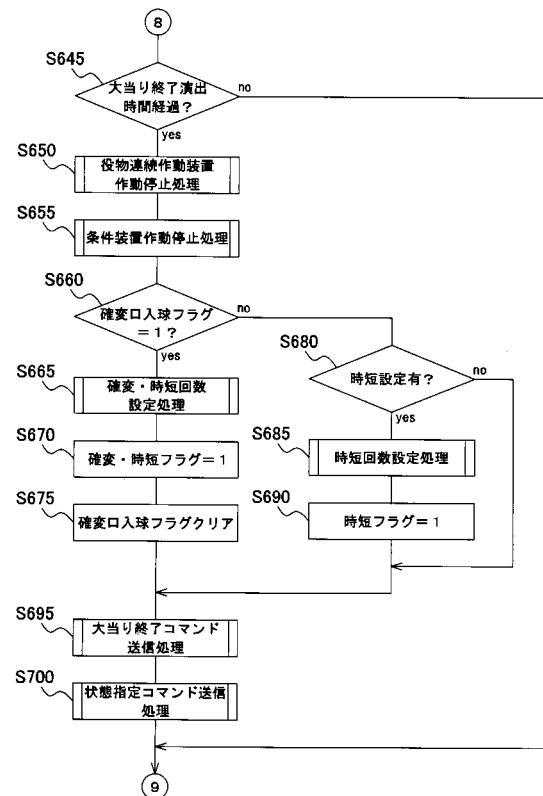 8
S645
大当り終了演出
時間経過?
no
yes
S650
役物連続作動装置
作動停止処理
S655
条件装置作動停止処理
S660
確変口入球フラグ
=1?
no
yes
S665
確変・時短回数
設定処理
S670
確変・時短フラグ=1
S675
確変口入球フラグクリア
S680
時短設定有?
no
yes
S685
時短回数設定処理
S690
時短フラグ=1
S695
大当り終了コマンド
送信処理
S700
状態指定コマンド送信
処理
9